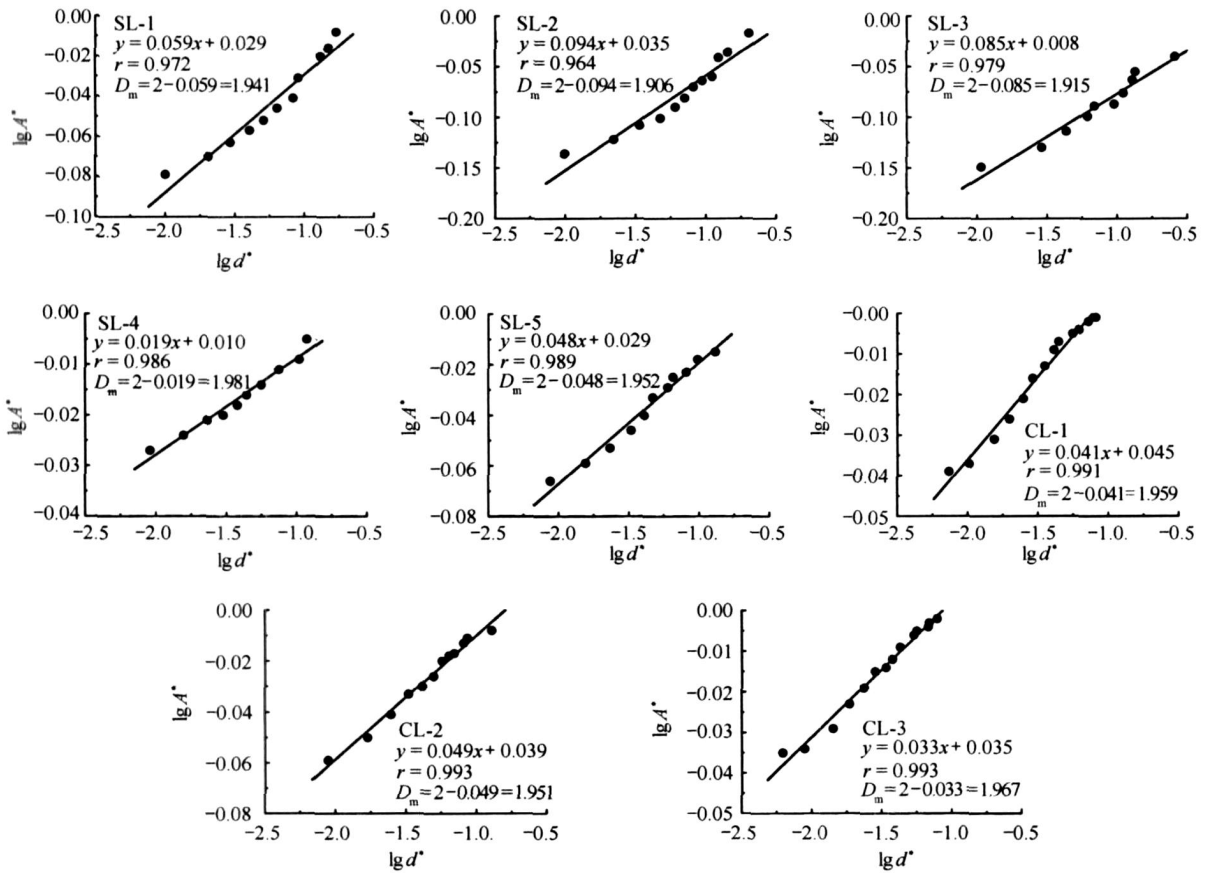 SL-1
y = 0.059x + 0.029
r = 0.972
Dm = 2−0.059 = 1.941
0.00
−0.02
−0.04
−0.06
−0.08
−0.10
lg A*
−2.5 −2.0 −1.5 −1.0 −0.5
lg d*
SL-2
y = 0.094x + 0.035
r = 0.964
Dm = 2−0.094 = 1.906
0.00
−0.05
−0.10
−0.15
−0.20
lg A*
−2.5 −2.0 −1.5 −1.0 −0.5
lg d*
SL-3
y = 0.085x + 0.008
r = 0.979
Dm = 2−0.085 = 1.915
0.00
−0.05
−0.10
−0.15
−0.20
lg A*
−2.5 −2.0 −1.5 −1.0 −0.5
lg d*
SL-4
y = 0.019x + 0.010
r = 0.986
Dm = 2−0.019 = 1.981
0.00
−0.01
−0.02
−0.03
−0.04
lg A*
−2.5 −2.0 −1.5 −1.0 −0.5
lg d*
SL-5
y = 0.048x + 0.029
r = 0.989
Dm = 2−0.048 = 1.952
0.00
−0.02
−0.04
−0.06
−0.08
lg A*
−2.5 −2.0 −1.5 −1.0. −0.5
lg d*
−0.00
−0.01
−0.02
−0.03
−0.04
−0.05
lg A*
CL-1
y = 0.041x + 0.045
r = 0.991
Dm = 2−0.041 = 1.959
−2.5 −2.0 −1.5 −1.0 −0.5
lg d*
0.00
−0.02
−0.04
−0.06
−0.08
lg A*
CL-2
y = 0.049x + 0.039
r = 0.993
Dm = 2−0.049 = 1.951
−2.5 −2.0 −1.5 −1.0. −0.5
lg d*
0.00
−0.01
−0.02
−0.03
−0.04
−0.05
lg A*
CL-3
y = 0.033x + 0.035
r = 0.993
Dm = 2−0.033 = 1.967
−2.5 −2.0 −1.5 −1.0 −0.5
lg d*